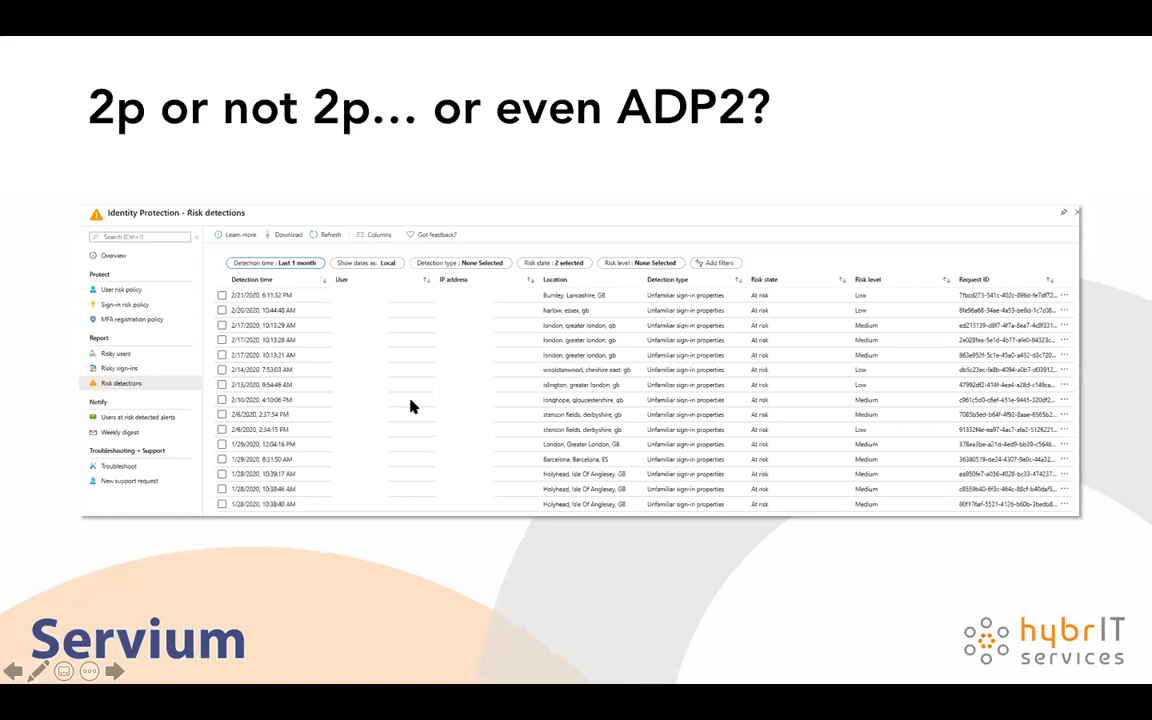 2p or not 2p... or even ADP2?
Identity Protection - Risk detections
Search (Ctrl+/)
Learn more Download Refresh Columns Got feedback?
Overview
Protect
User risk policy
Sign-in risk policy
MFA registration policy
Report
Risky users
Risky sign-ins
Risk detections
Notify
Users at risk detected alerts
Weekly digest
Troubleshooting + Support
Troubleshoot
New support request
Detection time : Last 1 month Show dates as: Local Detection type : None Selected Risk state : 2 selected Risk level : None Selected Add filters
Detection time User IP address Location Detection type Risk state Risk level Request ID
2/21/2020, 6:11:32 PM Burnley, Lancashire, GB Unfamiliar sign-in properties At risk Low
2/20/2020, 10:44:48 AM harlow, essex, gb Unfamiliar sign-in properties At risk Low
2/17/2020, 10:13:29 AM london, greater london, gb Unfamiliar sign-in properties At risk Medium
2/17/2020, 10:13:28 AM london, greater london, gb Unfamiliar sign-in properties At risk Medium
2/17/2020, 10:13:21 AM london, greater london, gb Unfamiliar sign-in properties At risk Medium
2/14/2020, 7:53:03 AM woolstanwood, cheshire east, gb Unfamiliar sign-in properties At risk Low
2/13/2020, 9:54:46 AM islington, greater london, gb Unfamiliar sign-in properties At risk Low
2/10/2020, 4:10:06 PM longhope, gloucestershire, gb Unfamiliar sign-in properties At risk Medium
2/6/2020, 2:37:54 PM stenson fields, derbyshire, gb Unfamiliar sign-in properties At risk Medium
2/6/2020, 2:34:15 PM stenson fields, derbyshire, gb Unfamiliar sign-in properties At risk Low
1/29/2020, 12:04:16 PM London, Greater London, GB Unfamiliar sign-in properties At risk Medium
1/29/2020, 8:31:50 AM Barcelona, Barcelona, ES Unfamiliar sign-in properties At risk Medium
1/28/2020, 10:39:17 AM Holyhead, Isle Of Anglesey, GB Unfamiliar sign-in properties At risk Medium
1/28/2020, 10:38:46 AM Holyhead, Isle Of Anglesey, GB Unfamiliar sign-in properties At risk Medium
1/28/2020, 10:38:40 AM Holyhead, Isle Of Anglesey, GB Unfamiliar sign-in properties At risk Medium
Servium
hybrIT
services